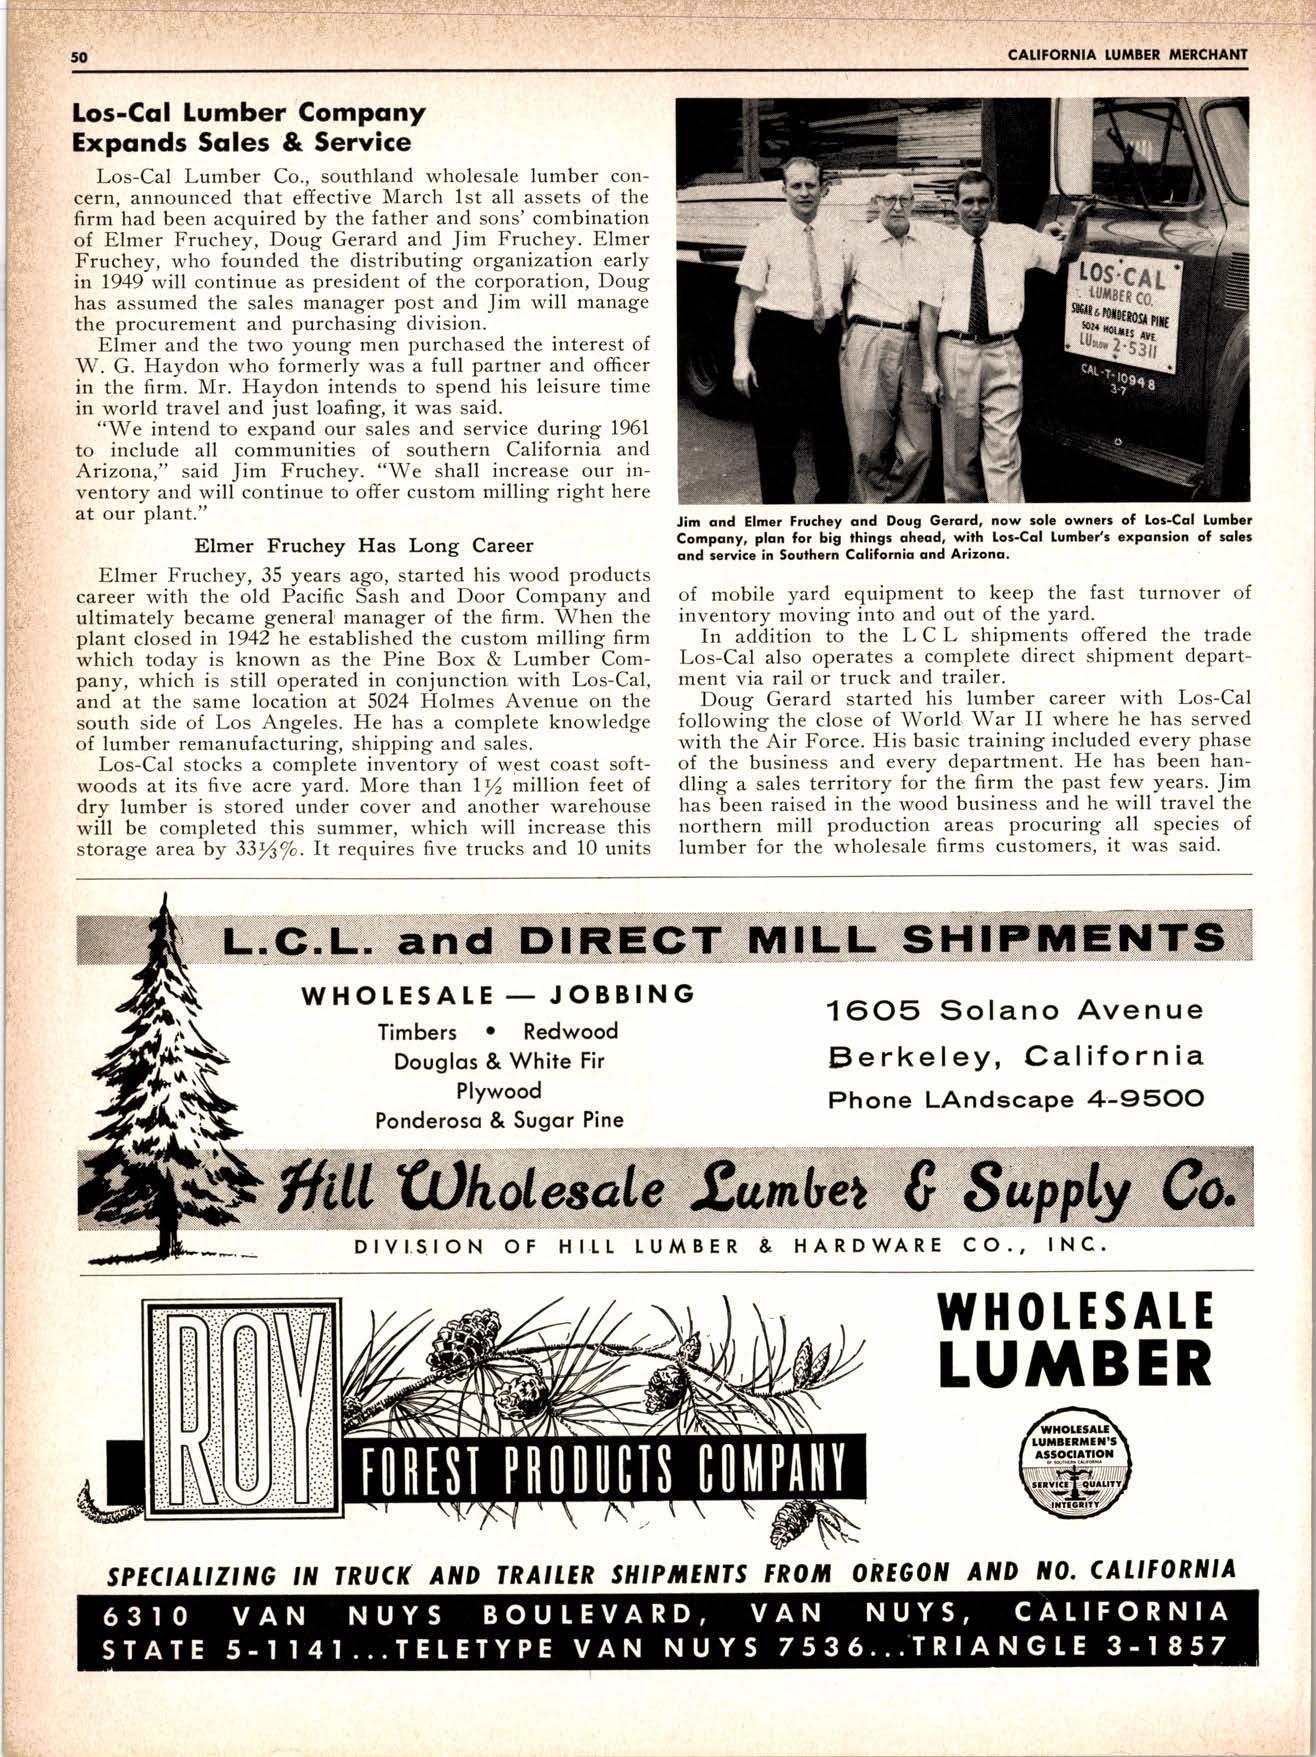 50
CALIFORNIA LUMBER MERCHANT
Los-Cal Lumber Company
Expands Sales & Service
Los-Cal Lumber Co., southland wholesale lumber con-
cern, announced that effective March 1st all assets of the
firm had been acquired by the father and sons' combination
of Elmer Fruchey, Doug Gerard and Jim Fruchey. Elmer
Fruchey, who founded the distributing organization early
in 1949 will continue as president of the corporation, Doug
has assumed the sales manager post and Jim will manage
the procurement and purchasing division.
Elmer and the two young men purchased the interest of
W. G. Haydon who formerly was a full partner and officer
in the firm. Mr. Haydon intends to spend his leisure time
in world travel and just loafing, it was said.
"We intend to expand our sales and service during 1961
to include all communities of southern California and
Arizona," said Jim Fruchey. "We shall increase our in-
ventory and will continue to offer custom milling right here
at our plant."
Elmer Fruchey Has Long Career
Elmer Fruchey, 35 years ago, started his wood products
career with the old Pacific Sash and Door Company and
ultimately became general manager of the firm. When the
plant closed in 1942 he established the custom milling firm
which today is known as the Pine Box & Lumber Com-
pany, which is still operated in conjunction with Los-Cal,
and at the same location at 5024 Holmes Avenue on the
south side of Los Angeles. He has a complete knowledge
of lumber remanufacturing, shipping and sales.
Los-Cal stocks a complete inventory of west coast soft-
woods at its five acre yard. More than 1½ million feet of
dry lumber is stored under cover and another warehouse
will be completed this summer, which will increase this
storage area by 33⅓%. It requires five trucks and 10 units
LOS-CAL
LUMBER CO.
SUGAR & PONDEROSA PINE
5024 HOLMES AVE
LUDLOW 2-5311
CAL-T-10948
3-7
Jim and Elmer Fruchey and Doug Gerard, now sole owners of Los-Cal Lumber
Company, plan for big things ahead, with Los-Cal Lumber's expansion of sales
and service in Southern California and Arizona.
of mobile yard equipment to keep the fast turnover of
inventory moving into and out of the yard.
In addition to the L C L shipments offered the trade
Los-Cal also operates a complete direct shipment depart-
ment via rail or truck and trailer.
Doug Gerard started his lumber career with Los-Cal
following the close of World War II where he has served
with the Air Force. His basic training included every phase
of the business and every department. He has been han-
dling a sales territory for the firm the past few years. Jim
has been raised in the wood business and he will travel the
northern mill production areas procuring all species of
lumber for the wholesale firms customers, it was said.
L.C.L. and DIRECT MILL SHIPMENTS
WHOLESALE — JOBBING
Timbers • Redwood
Douglas & White Fir
Plywood
Ponderosa & Sugar Pine
1605 Solano Avenue
Berkeley, California
Phone LAndscape 4-9500
Hill Wholesale Lumber & Supply Co.
DIVISION OF HILL LUMBER & HARDWARE CO., INC.
ROY
FOREST PRODUCTS COMPANY
WHOLESALE
LUMBER
WHOLESALE
LUMBERMEN'S
ASSOCIATION
OF SOUTHERN CALIFORNIA
SERVICE QUALITY
INTEGRITY
SPECIALIZING IN TRUCK AND TRAILER SHIPMENTS FROM OREGON AND NO. CALIFORNIA
6310 VAN NUYS BOULEVARD, VAN NUYS, CALIFORNIA
STATE 5-1141...TELETYPE VAN NUYS 7536...TRIANGLE 3-1857